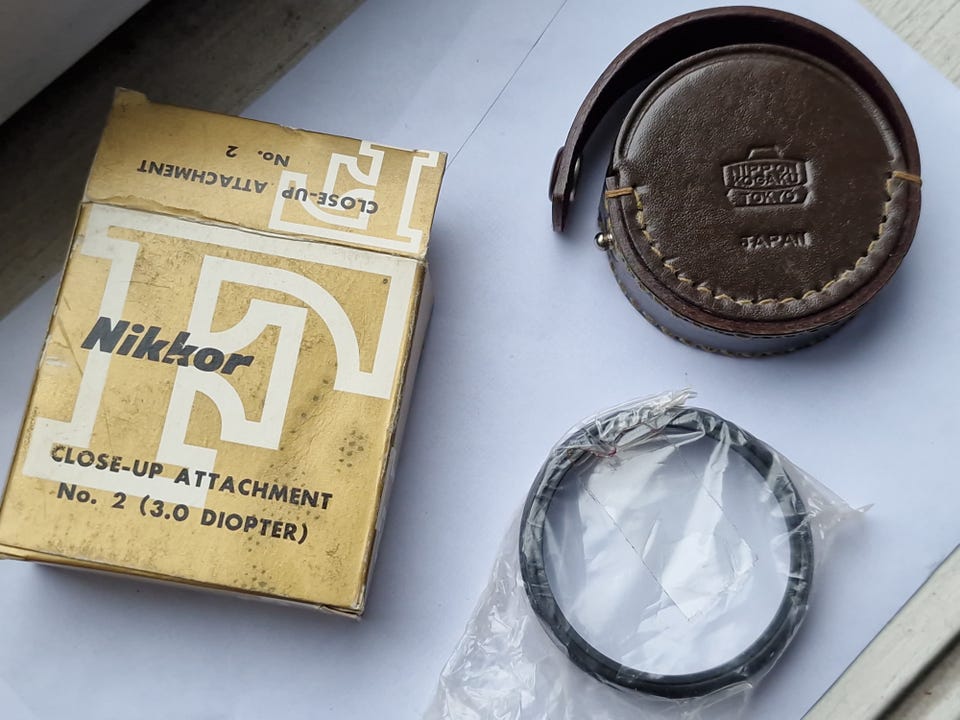 CLOSE-UP ATTACHMENT
No. 2
F
Nikkor
CLOSE-UP ATTACHMENT
No. 2 (3.0 DIOPTER)
NIPPON
KOGAKU
TOKYO
JAPAN